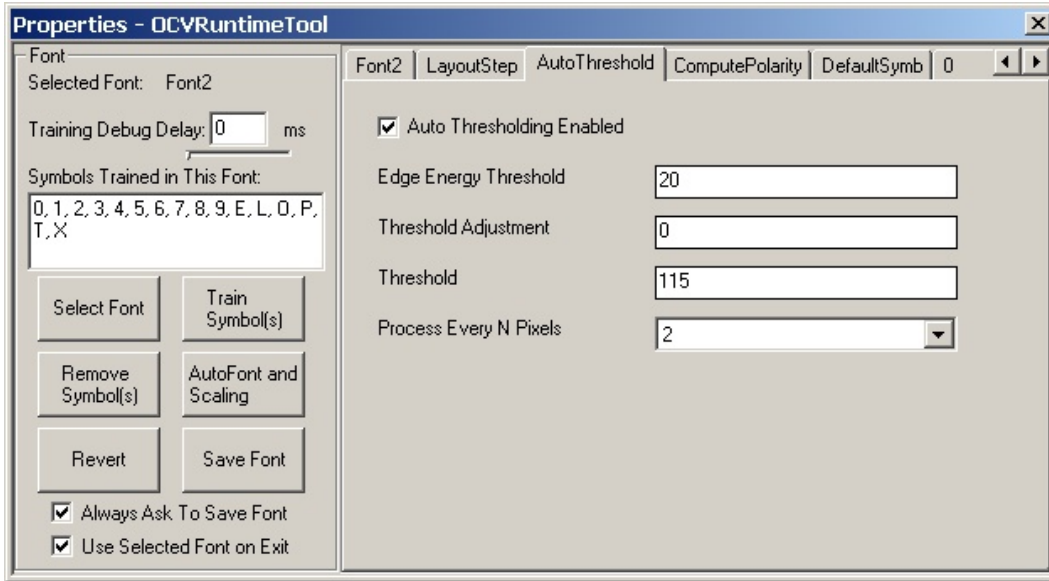 Properties - OCVRuntimeTool
Font
Selected Font: Font2
Training Debug Delay: 0 ms
Symbols Trained in This Font:
0, 1, 2, 3, 4, 5, 6, 7, 8, 9, E, L, O, P,
T, X
Select Font
Train
Symbol(s)
Remove
Symbol(s)
AutoFont and
Scaling
Revert
Save Font
Always Ask To Save Font
Use Selected Font on Exit
Font2 LayoutStep AutoThreshold ComputePolarity DefaultSymb 0
Auto Thresholding Enabled
Edge Energy Threshold 20
Threshold Adjustment 0
Threshold 115
Process Every N Pixels 2